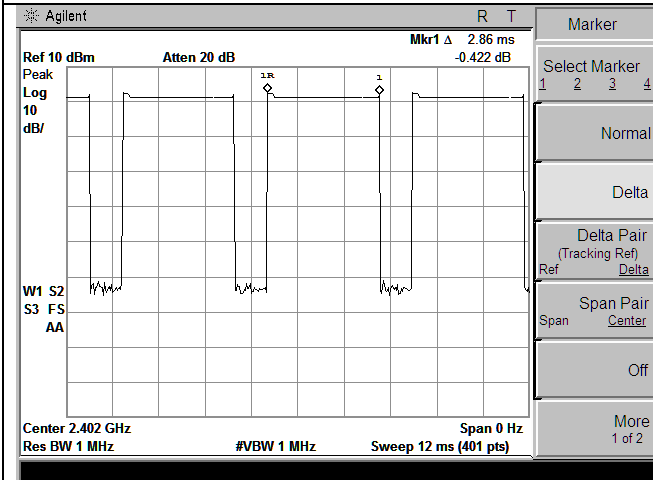 Agilent R T
Mkr1 Δ 2.86 ms
Ref 10 dBm Atten 20 dB -0.422 dB
Peak
Log
10
dB/
1R 1
W1 S2
S3 FS
AA
Center 2.402 GHz Span 0 Hz
Res BW 1 MHz #VBW 1 MHz Sweep 12 ms (401 pts)
Marker
Select Marker
1 2 3 4
Normal
Delta
Delta Pair
(Tracking Ref)
Ref Delta
Span Pair
Span Center
Off
More
1 of 2